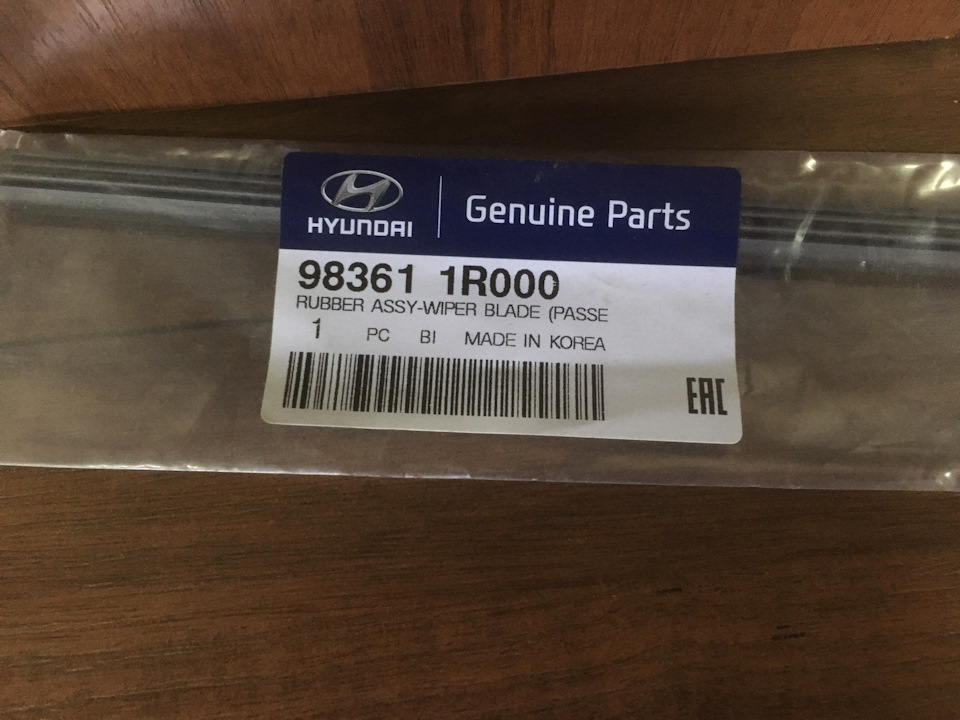 HYUNDAI
Genuine Parts
98361 1R000
RUBBER ASSY-WIPER BLADE (PASSE
1 PC BI MADE IN KOREA
EAC